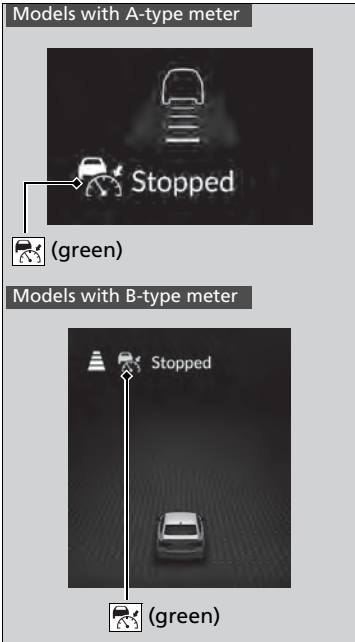 Models with A-type meter
Stopped
(green)
Models with B-type meter
Stopped
(green)